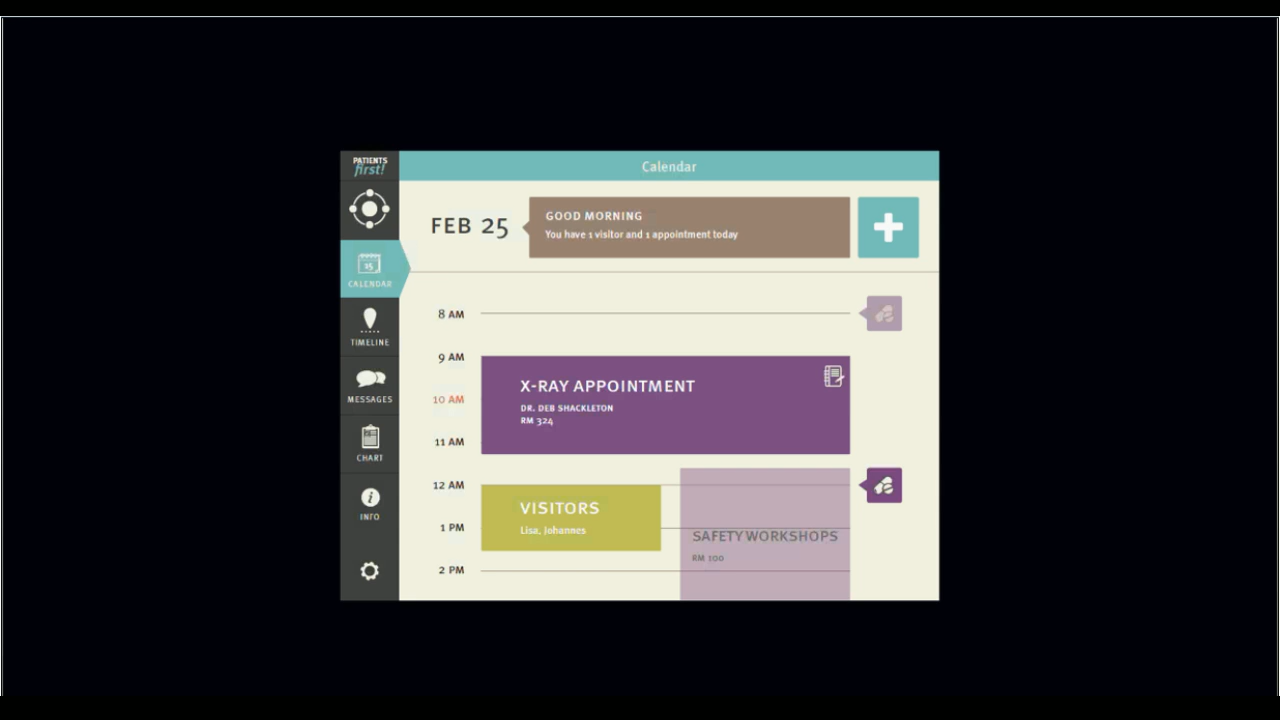 PATIENTS
first!
Calendar
FEB 25
GOOD MORNING
You have 1 visitor and 1 appointment today
25
CALENDAR
TIMELINE
MESSAGES
CHART
INFO
8 AM
9 AM
X-RAY APPOINTMENT
10 AM
DR. DEB SHACKLETON
RM 324
11 AM
12 AM
VISITORS
Lisa, Johannes
1 PM
SAFETY WORKSHOPS
RM 100
2 PM